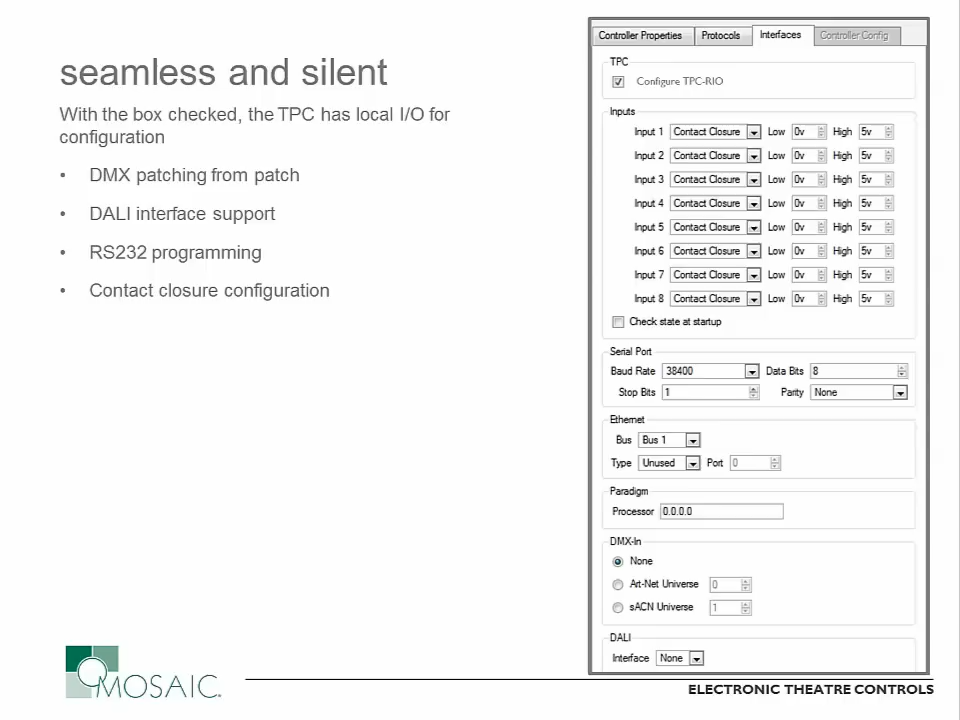 seamless and silent
With the box checked, the TPC has local I/O for
configuration
• DMX patching from patch
• DALI interface support
• RS232 programming
• Contact closure configuration
Controller Properties Protocols Interfaces Controller Config
TPC
Configure TPC-RIO
Inputs
Input 1 Contact Closure Low 0v High 5v
Input 2 Contact Closure Low 0v High 5v
Input 3 Contact Closure Low 0v High 5v
Input 4 Contact Closure Low 0v High 5v
Input 5 Contact Closure Low 0v High 5v
Input 6 Contact Closure Low 0v High 5v
Input 7 Contact Closure Low 0v High 5v
Input 8 Contact Closure Low 0v High 5v
Check state at startup
Serial Port
Baud Rate 38400 Data Bits 8
Stop Bits 1 Parity None
Ethernet
Bus Bus 1
Type Unused Port 0
Paradigm
Processor 0.0.0.0
DMX-In
None
Art-Net Universe 0
sACN Universe 1
DALI
Interface None
MOSAIC
ELECTRONIC THEATRE CONTROLS